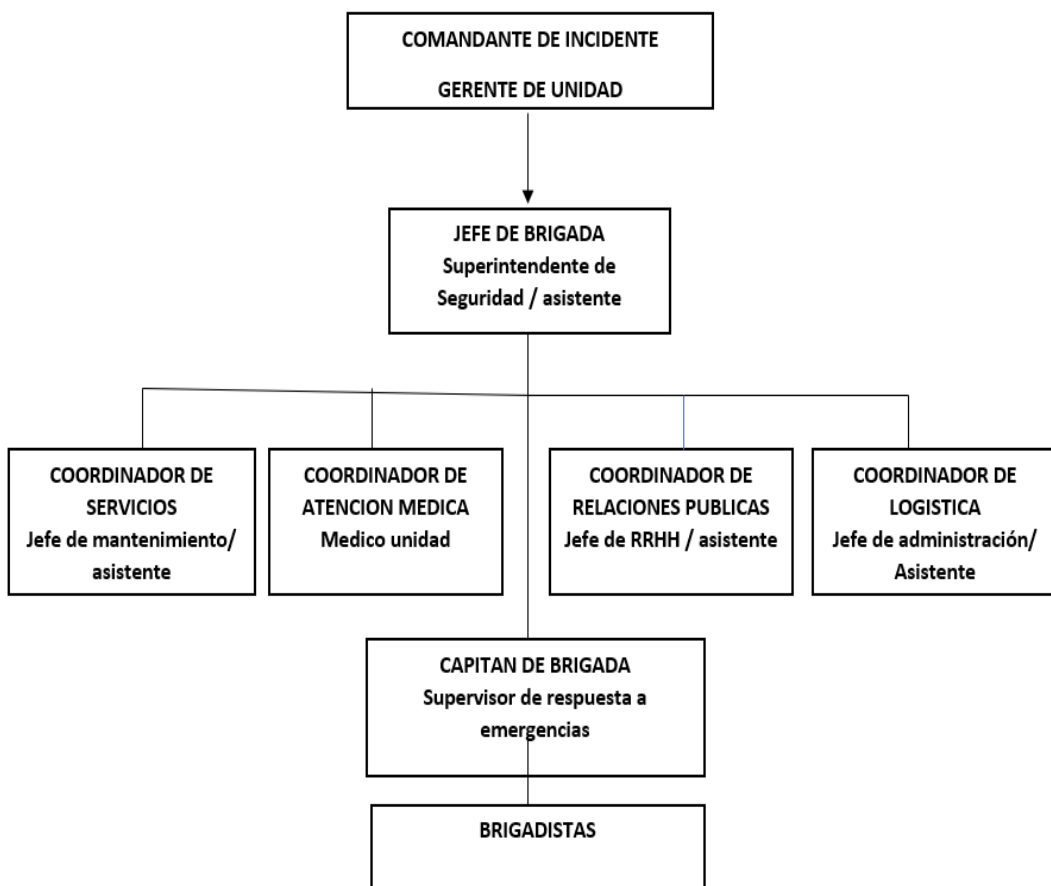 COMANDANTE DE INCIDENTE
GERENTE DE UNIDAD
JEFE DE BRIGADA
Superintendente de
Seguridad / asistente
COORDINADOR DE
SERVICIOS
Jefe de mantenimiento/
asistente
COORDINADOR DE
ATENCION MEDICA
Medico unidad
COORDINADOR DE
RELACIONES PUBLICAS
Jefe de RRHH / asistente
COORDINADOR DE
LOGISTICA
Jefe de administración/
Asistente
CAPITAN DE BRIGADA
Supervisor de respuesta a
emergencias
BRIGADISTAS